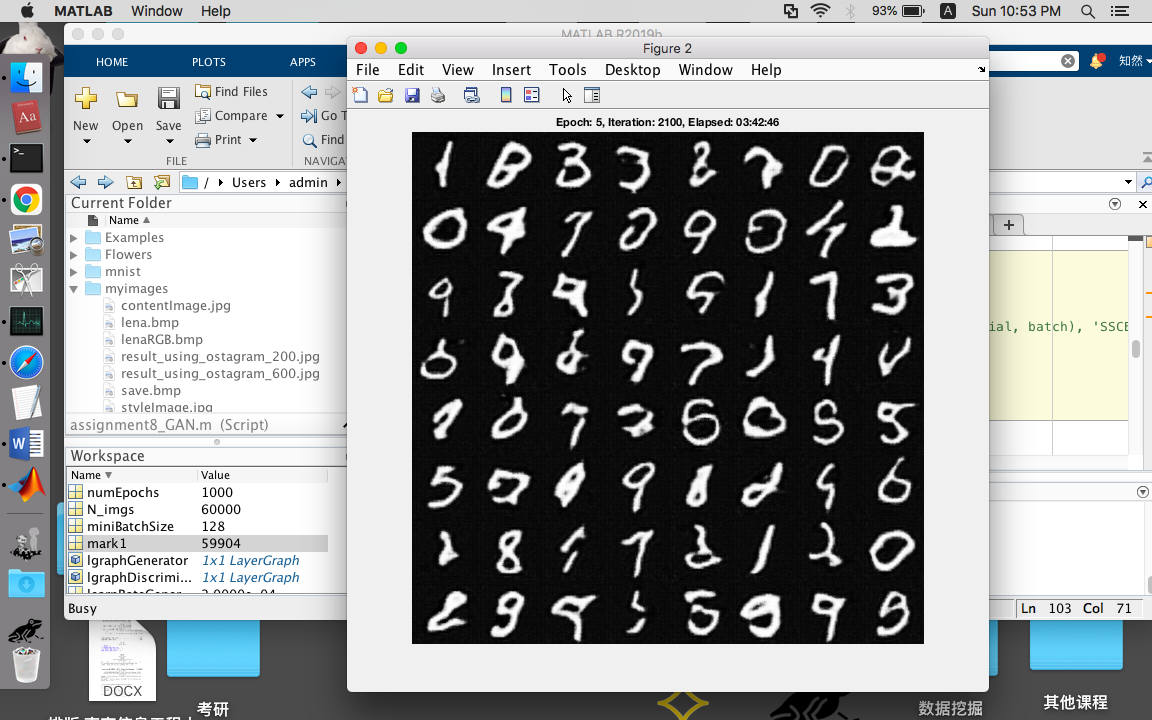 MATLAB Window Help 93% A Sun 10:53 PM
MATLAB R2019b
HOME PLOTS APPS 知然
New Open Save
Find Files
Compare
Print
FILE
Go T
Find
NAVIGA
/ Users admin
Current Folder
Name
Examples
Flowers
mnist
myimages
contentImage.jpg
lena.bmp
lenaRGB.bmp
result_using_ostagram_200.jpg
result_using_ostagram_600.jpg
save.bmp
styleImage.jpg
assignment8_GAN.m (Script)
Workspace
Name Value
numEpochs 1000
N_imgs 60000
miniBatchSize 128
mark1 59904
lgraphGenerator 1x1 LayerGraph
lgraphDiscrimi... 1x1 LayerGraph
Busy
Figure 2
File Edit View Insert Tools Desktop Window Help
Epoch: 5, Iteration: 2100, Elapsed: 03:42:46
ial, batch), 'SSCB
Ln 103 Col 71
DOCX
考研
数据挖掘
其他课程